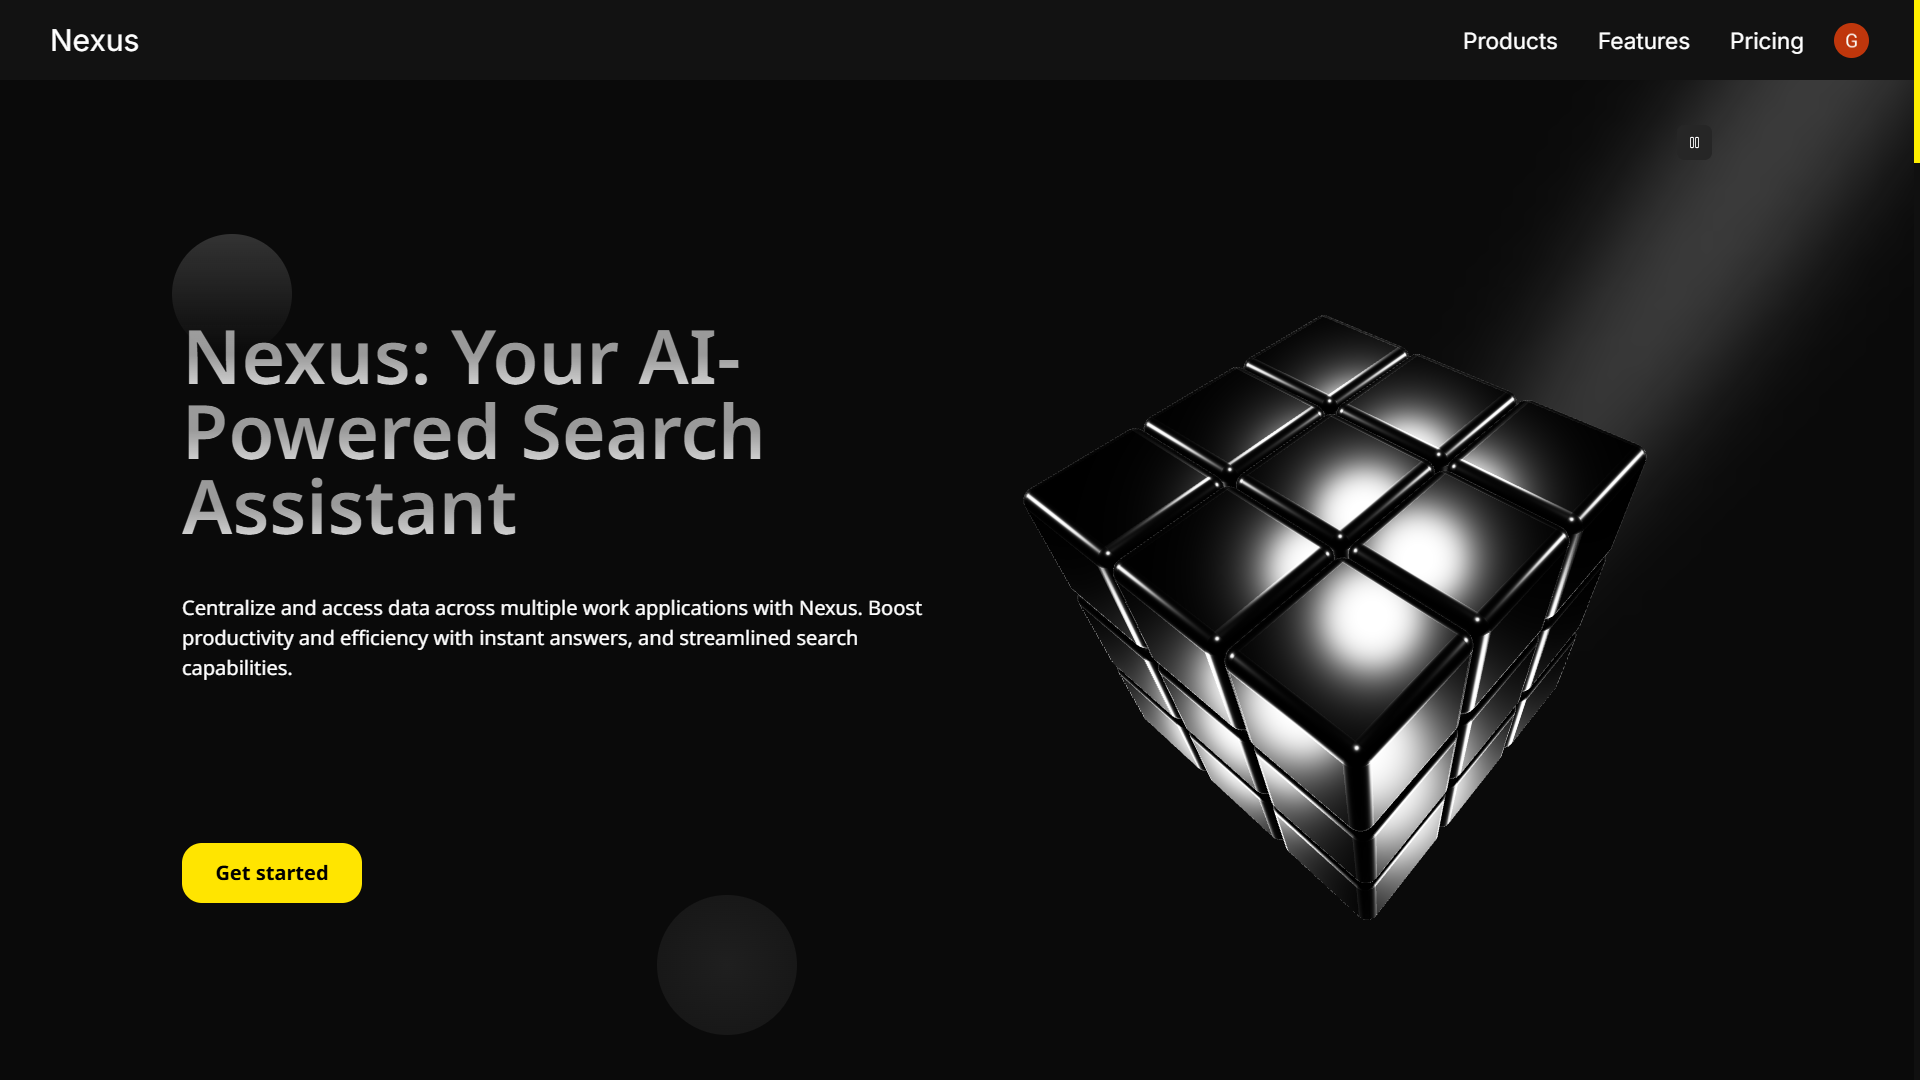 Nexus
Products
Features
Pricing
G
Nexus: Your AI-
Powered Search
Assistant
Centralize and access data across multiple work applications with Nexus. Boost
productivity and efficiency with instant answers, and streamlined search
capabilities.
Get started